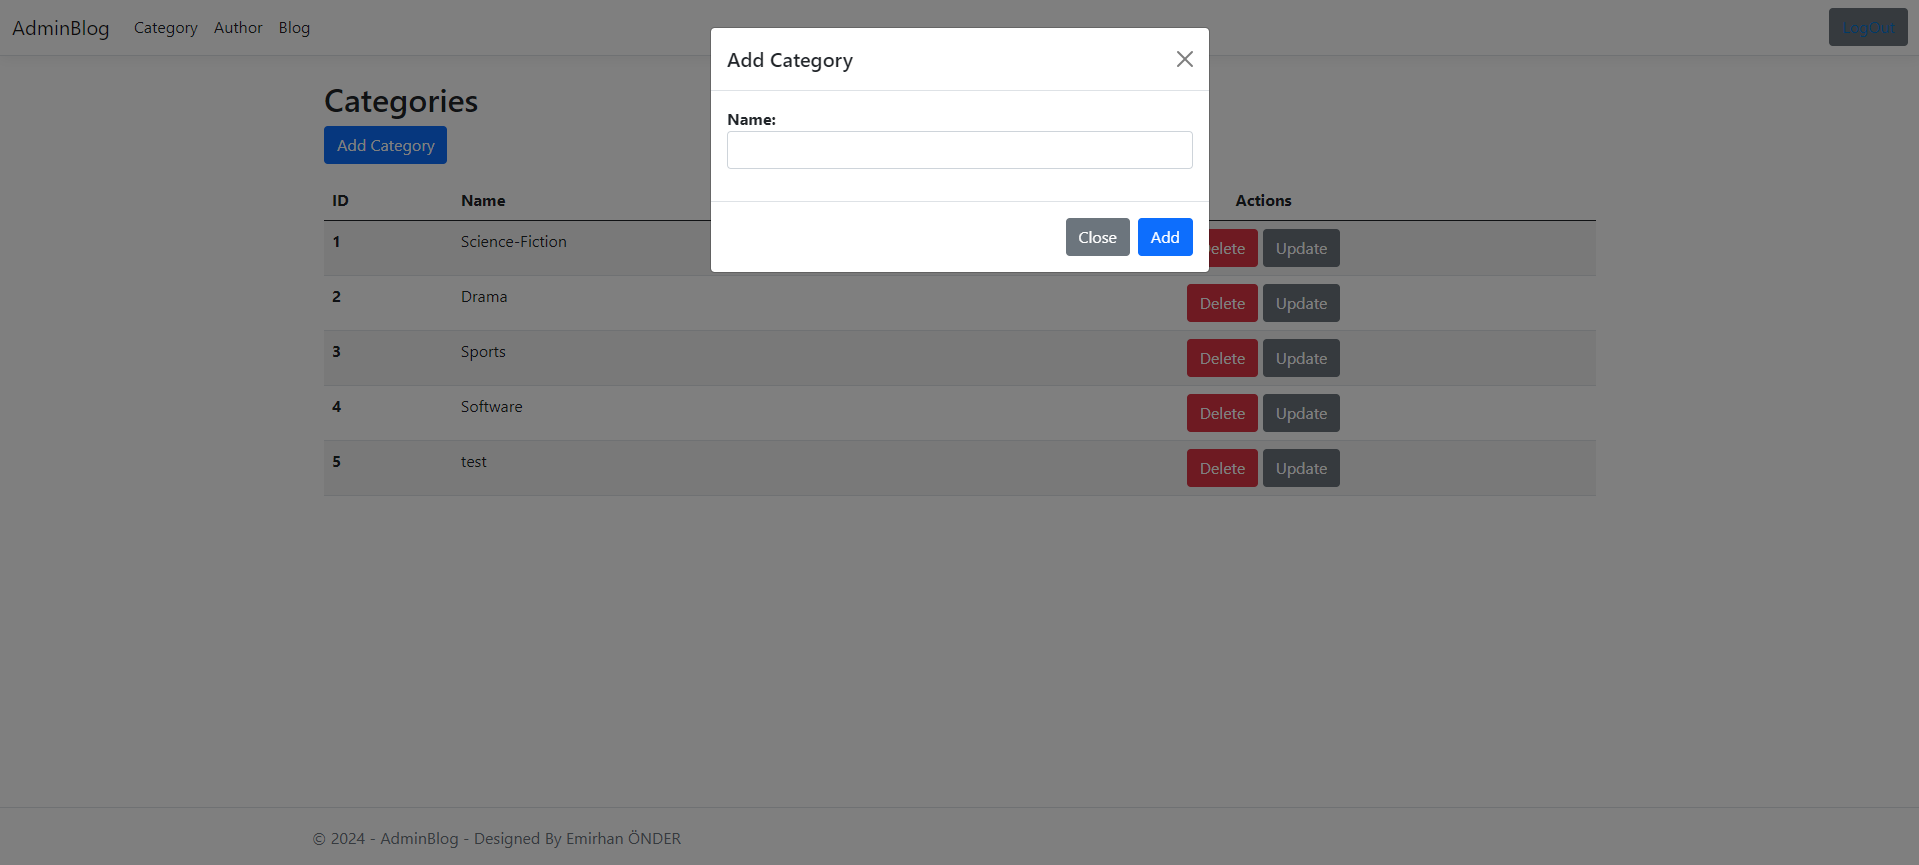 AdminBlog Category Author Blog LogOut
Add Category
Categories
Name:
Add Category
ID Name Actions
Close Add
1 Science-Fiction elete Update
2 Drama Delete Update
3 Sports Delete Update
4 Software Delete Update
5 test Delete Update
© 2024 - AdminBlog - Designed By Emirhan ÖNDER